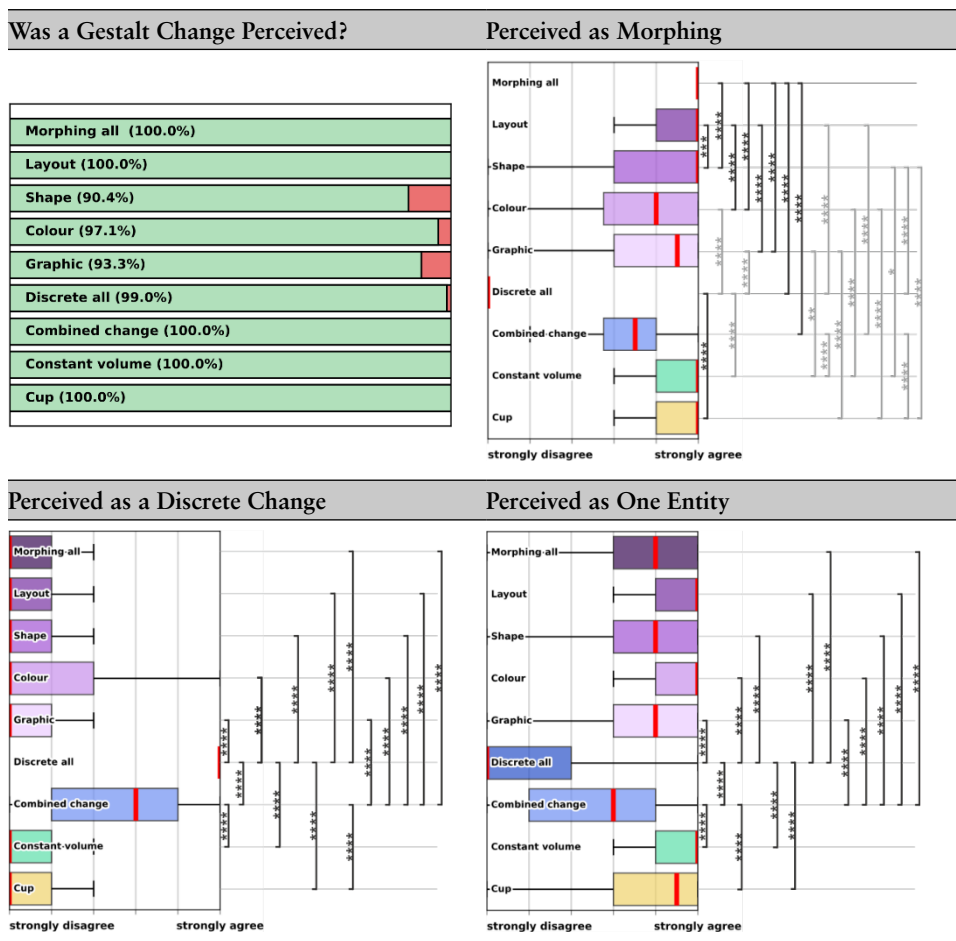 Was a Gestalt Change Perceived?
Morphing all (100.0%)
Layout (100.0%)
Shape (90.4%)
Colour (97.1%)
Graphic (93.3%)
Discrete all (99.0%)
Combined change (100.0%)
Constant volume (100.0%)
Cup (100.0%)
Perceived as Morphing
Morphing all
Layout
Shape
Colour
Graphic
Discrete all
Combined change
Constant volume
Cup
strongly disagree strongly agree
Perceived as a Discrete Change
Morphing all
Layout
Shape
Colour
Graphic
Discrete all
Combined change
Constant volume
Cup
strongly disagree strongly agree
Perceived as One Entity
Morphing all
Layout
Shape
Colour
Graphic
Discrete all
Combined change
Constant volume
Cup
strongly disagree strongly agree